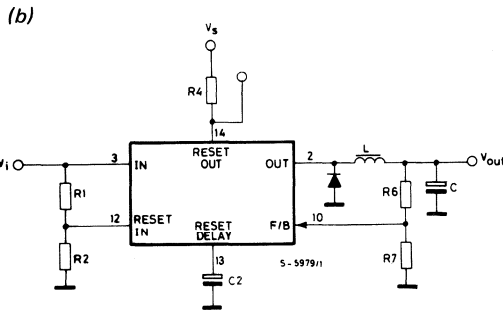 (b)
Vs
R4
14
Vi
3
IN
RESET
OUT
OUT
2
L
Vout
R1
R6
C
12
RESET
IN
RESET
DELAY
F/B
10
R2
13
C2
S-5979/1
R7